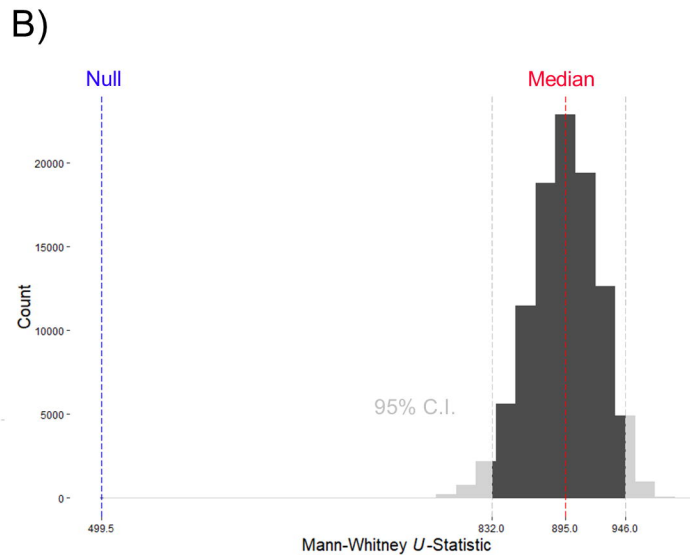 B)
Null
Median
20000
15000
10000
5000
0
Count
95% C.I.
499.5
832.0
895.0
946.0
Mann-Whitney U-Statistic